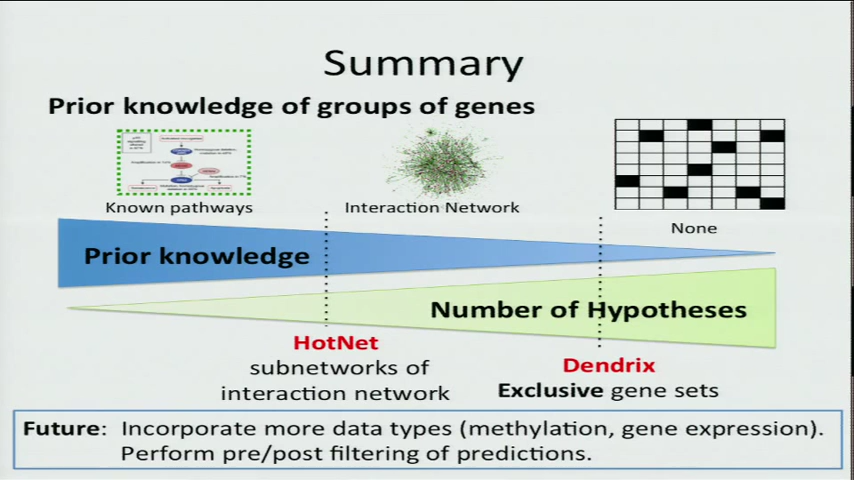 Summary
Prior knowledge of groups of genes
Known pathways
Interaction Network
None
Prior knowledge
Number of Hypotheses
HotNet
subnetworks of
interaction network
Dendrix
Exclusive gene sets
Future: Incorporate more data types (methylation, gene expression).
Perform pre/post filtering of predictions.